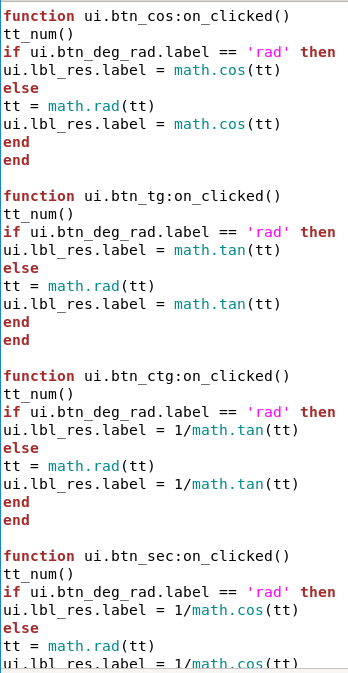 function ui.btn_cos:on_clicked()
tt_num()
if ui.btn_deg_rad.label == 'rad' then
ui.lbl_res.label = math.cos(tt)
else
tt = math.rad(tt)
ui.lbl_res.label = math.cos(tt)
end
end

function ui.btn_tg:on_clicked()
tt_num()
if ui.btn_deg_rad.label == 'rad' then
ui.lbl_res.label = math.tan(tt)
else
tt = math.rad(tt)
ui.lbl_res.label = math.tan(tt)
end
end

function ui.btn_ctg:on_clicked()
tt_num()
if ui.btn_deg_rad.label == 'rad' then
ui.lbl_res.label = 1/math.tan(tt)
else
tt = math.rad(tt)
ui.lbl_res.label = 1/math.tan(tt)
end
end

function ui.btn_sec:on_clicked()
tt_num()
if ui.btn_deg_rad.label == 'rad' then
ui.lbl_res.label = 1/math.cos(tt)
else
tt = math.rad(tt)
ui.lbl_res.label = 1/math.cos(tt)